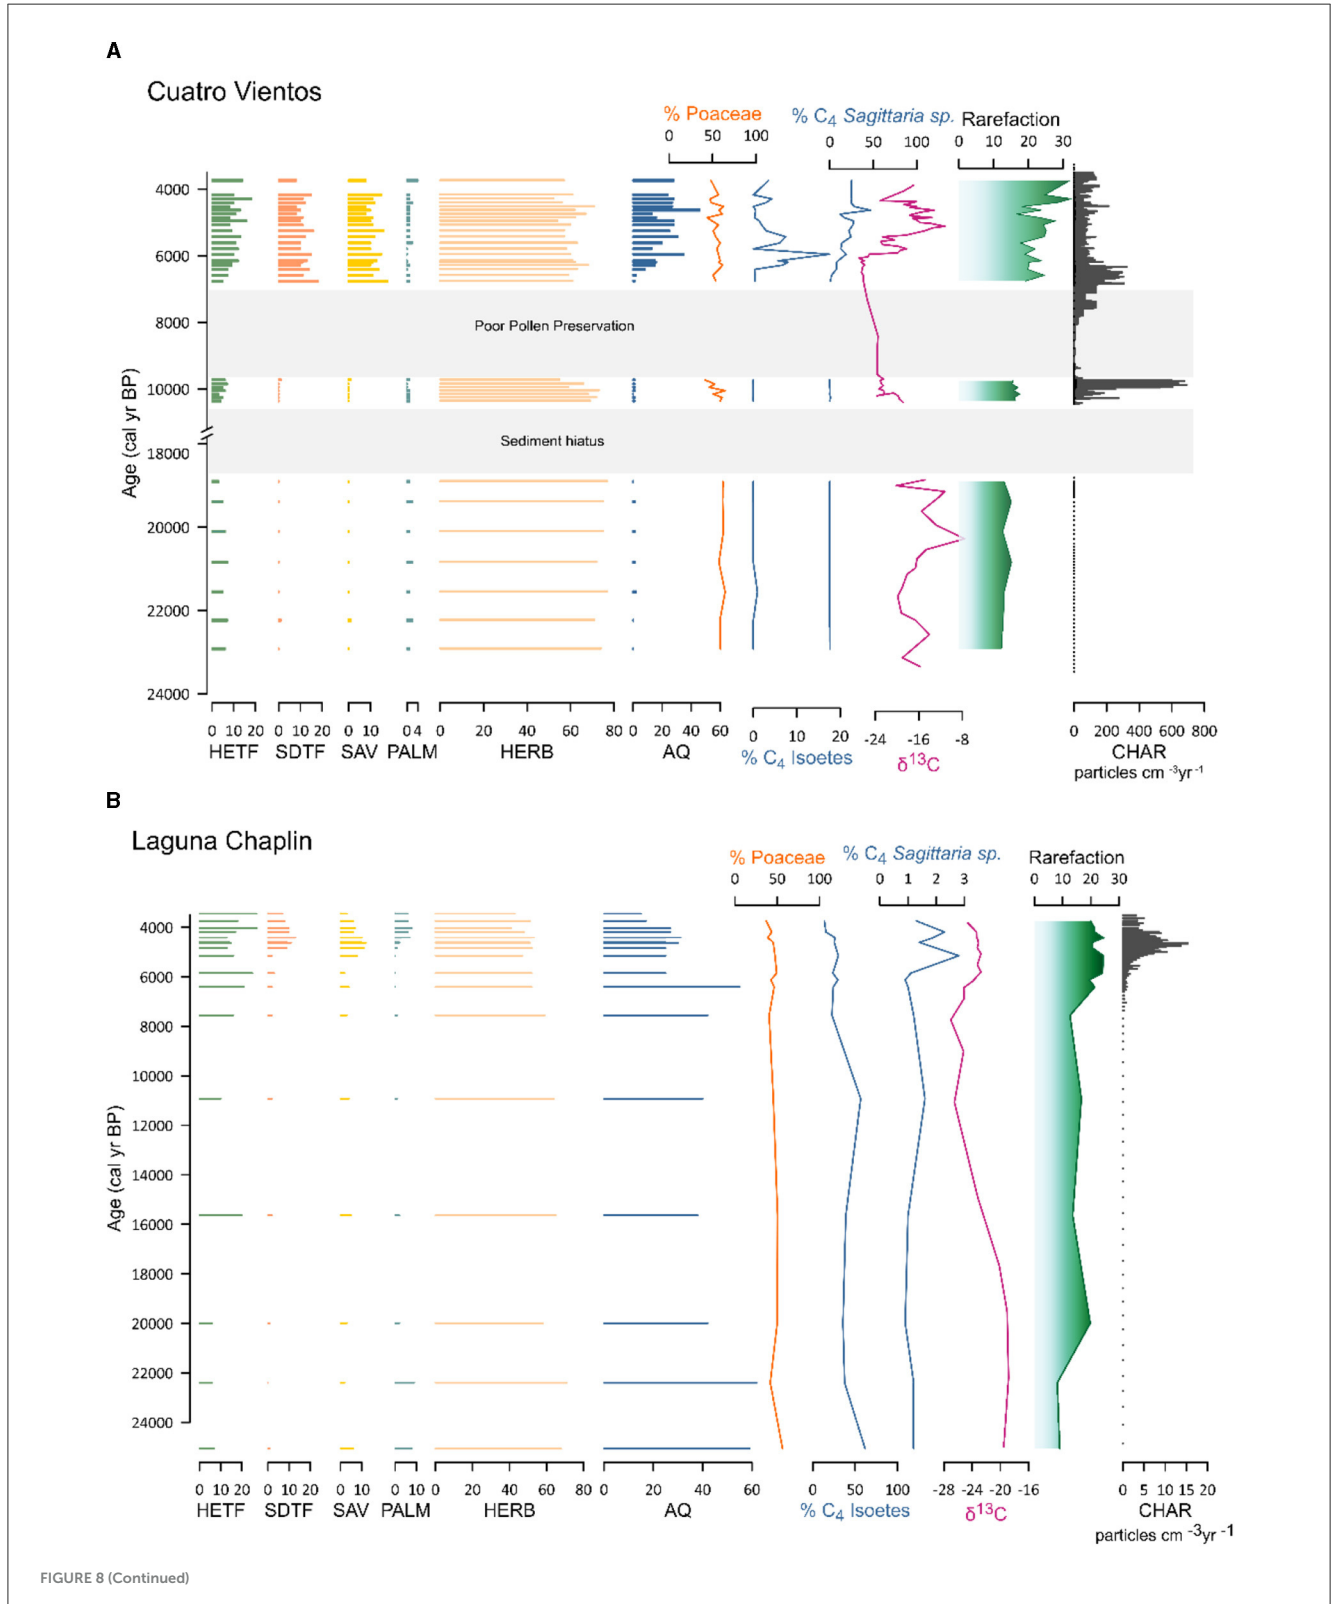 A
Cuatro Vientos
% Poaceae
% C4 Sagittaria sp.
Rarefaction
0 50 100
0 50 100
0 10 20 30
4000
6000
8000
10000
18000
20000
22000
24000
Age (cal yr BP)
Poor Pollen Preservation
Sediment hiatus
0 10 20
0 10 20
0 10
0 4
0 20 40 60 80
0 20 40 60
0 10 20
-24 -16 -8
0 200 400 600 800
HETF SDTF SAV PALM HERB AQ
% C4 Isoetes
δ13C
CHAR
particles cm -3yr -1
B
Laguna Chaplin
% Poaceae
% C4 Sagittaria sp.
Rarefaction
0 50 100
0 1 2 3
0 10 20 30
4000
6000
8000
10000
12000
14000
16000
18000
20000
22000
24000
Age (cal yr BP)
0 10 20
0 10 20
0 10
0 10
0 20 40 60 80
0 20 40 60
0 50 100
-28 -24 -20 -16
0 5 10 15 20
HETF SDTF SAV PALM HERB AQ
% C4 Isoetes
δ13C
CHAR
particles cm -3yr -1
FIGURE 8 (Continued)